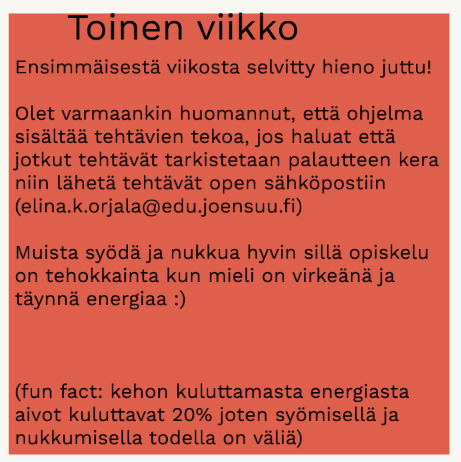 Toinen viikko
Ensimmäisestä viikosta selvitty hieno juttu!
Olet varmaankin huomannut, että ohjelma
sisältää tehtävien tekoa, jos haluat että
jotkut tehtävät tarkistetaan palautteen kera
niin lähetä tehtävät open sähköpostiin
(elina.k.orjala@edu.joensuu.fi)
Muista syödä ja nukkua hyvin sillä opiskelu
on tehokkainta kun mieli on virkeänä ja
täynnä energiaa :)
(fun fact: kehon kuluttamasta energiasta
aivot kuluttavat 20% joten syömisellä ja
nukkumisella todella on väliä)